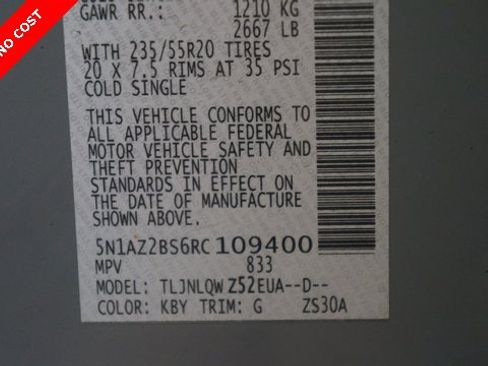 NO COST
GAWR RR.: 1210 KG
2667 LB
WITH 235/55R20 TIRES
20 X 7.5 RIMS AT 35 PSI
COLD SINGLE
THIS VEHICLE CONFORMS TO
ALL APPLICABLE FEDERAL
MOTOR VEHICLE SAFETY AND
THEFT PREVENTION
STANDARDS IN EFFECT ON
THE DATE OF MANUFACTURE
SHOWN ABOVE.
5N1AZ2BS6RC109400
MPV 833
MODEL: TLJNLQW Z52EUA--D--
COLOR: KBY TRIM: G ZS30A